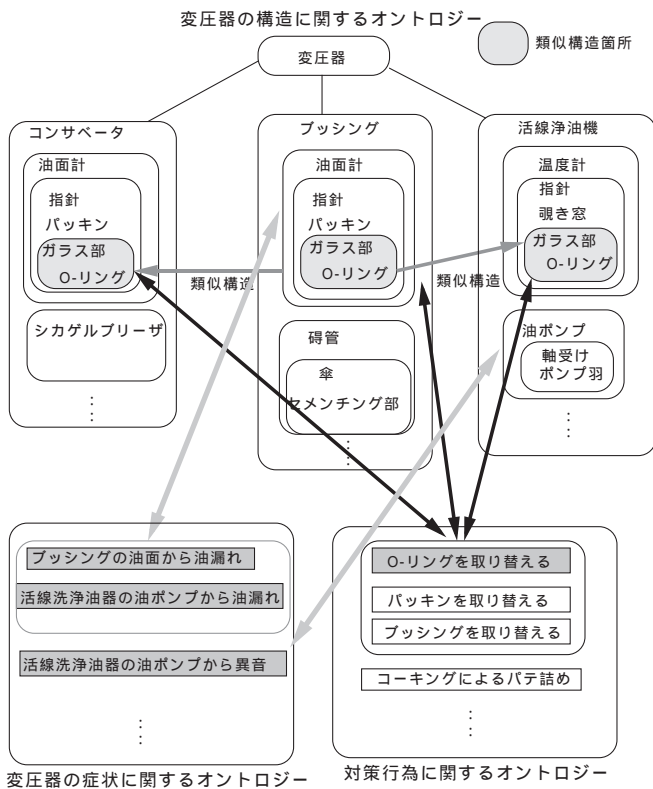 変圧器の構造に関するオントロジー
変圧器
類似構造箇所
コンサベータ
油面計
指針
パッキン
ガラス部
O-リング
シカゲルブリーザ
ブッシング
油面計
指針
パッキン
ガラス部
O-リング
碍管
傘
セメンチング部
活線浄油機
温度計
指針
覗き窓
ガラス部
O-リング
油ポンプ
軸受け
ポンプ羽
類似構造
類似構造
ブッシングの油面から油漏れ
活線洗浄油器の油ポンプから油漏れ
活線洗浄油器の油ポンプから異音
変圧器の症状に関するオントロジー
O-リングを取り替える
パッキンを取り替える
ブッシングを取り替える
コーキングによるパテ詰め
対策行為に関するオントロジー